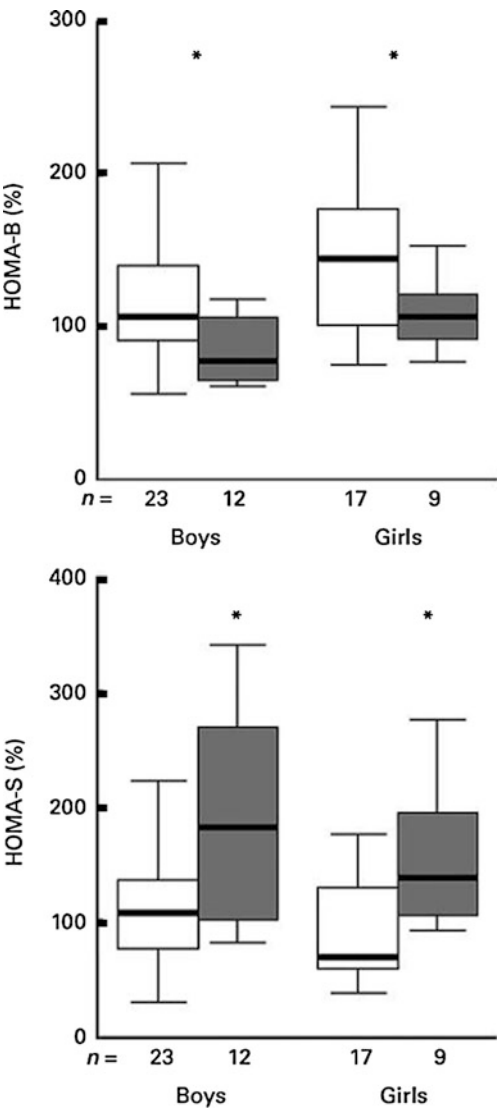 300
*
*
200
HOMA-B (%)
100
0
n = 23 12 17 9
Boys Girls
400
*
*
300
HOMA-S (%)
200
100
0
n = 23 12 17 9
Boys Girls